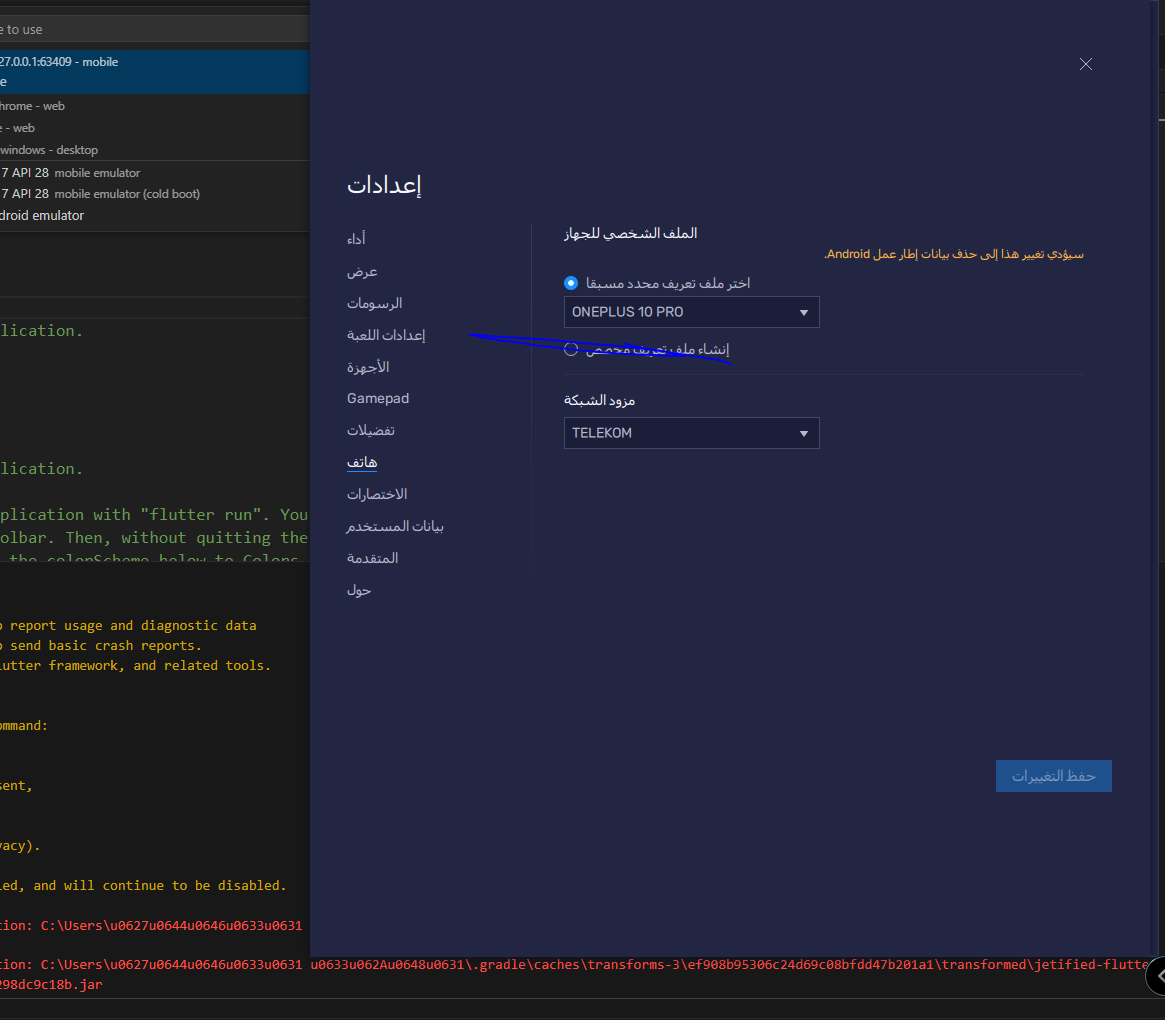 e to use
27.0.0.1:63409 - mobile
e
hrome - web
e - web
windows - desktop
7 API 28 mobile emulator
7 API 28 mobile emulator (cold boot)
droid emulator
إعدادات
أداء
عرض
الرسومات
إعدادات اللعبة
الأجهزة
Gamepad
تفضيلات
هاتف
الاختصارات
بيانات المستخدم
المتقدمة
حول
الملف الشخصي للجهاز
سيؤدي تغيير هذا إلى حذف بيانات إطار عمل Android.
اختر ملف تعريف محدد مسبقا
ONEPLUS 10 PRO
إنشاء ملف تعريف مخصص
مزود الشبكة
TELEKOM
حفظ التغييرات
lication.
lication.
plication with "flutter run". You
olbar. Then, without quitting the
the colorScheme below to Colors
o report usage and diagnostic data
o send basic crash reports.
lutter framework, and related tools.
ommand:
sent,
vacy).
led, and will continue to be disabled.
tion: C:\Users\u0627u0644u0646u0633u0631
tion: C:\Users\u0627u0644u0646u0633u0631 u0633u062Au0648u0631\.gradle\caches\transforms-3\ef908b95306c24d69c08bfdd47b201a1\transformed\jetified-flutte
298dc9c18b.jar